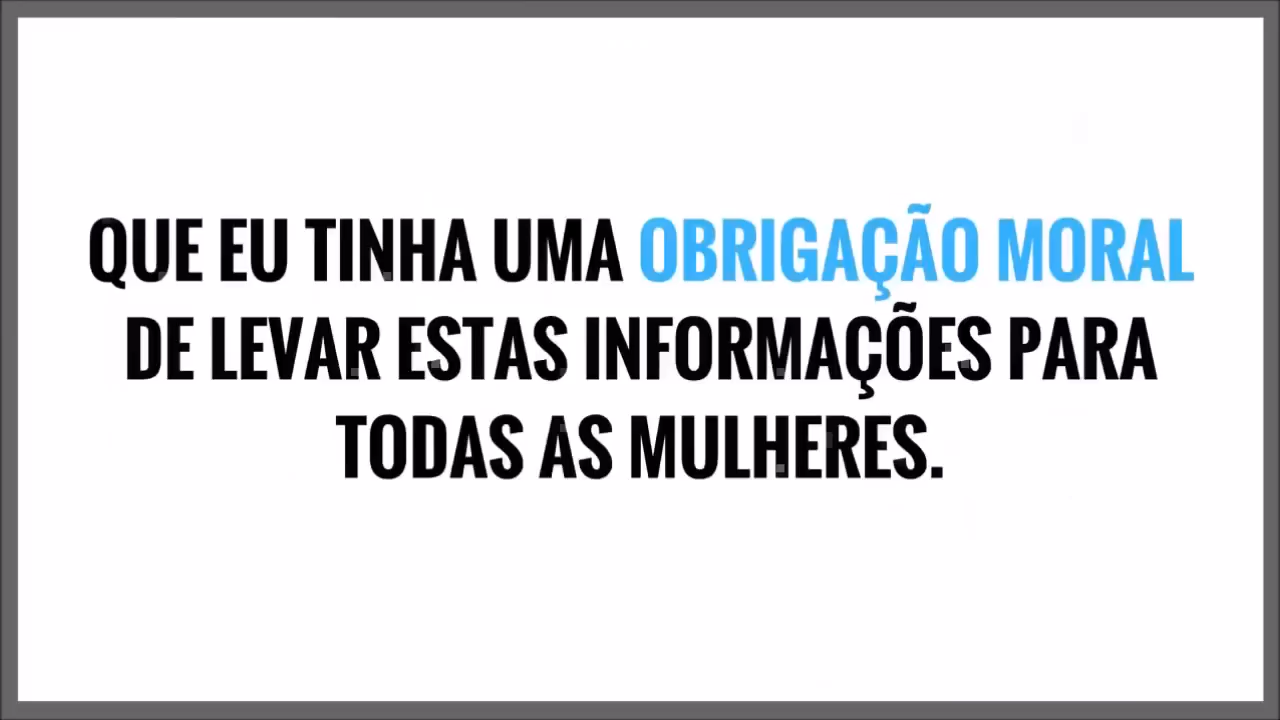 QUE EU TINHA UMA OBRIGAÇÃO MORAL
DE LEVAR ESTAS INFORMAÇÕES PARA
TODAS AS MULHERES.